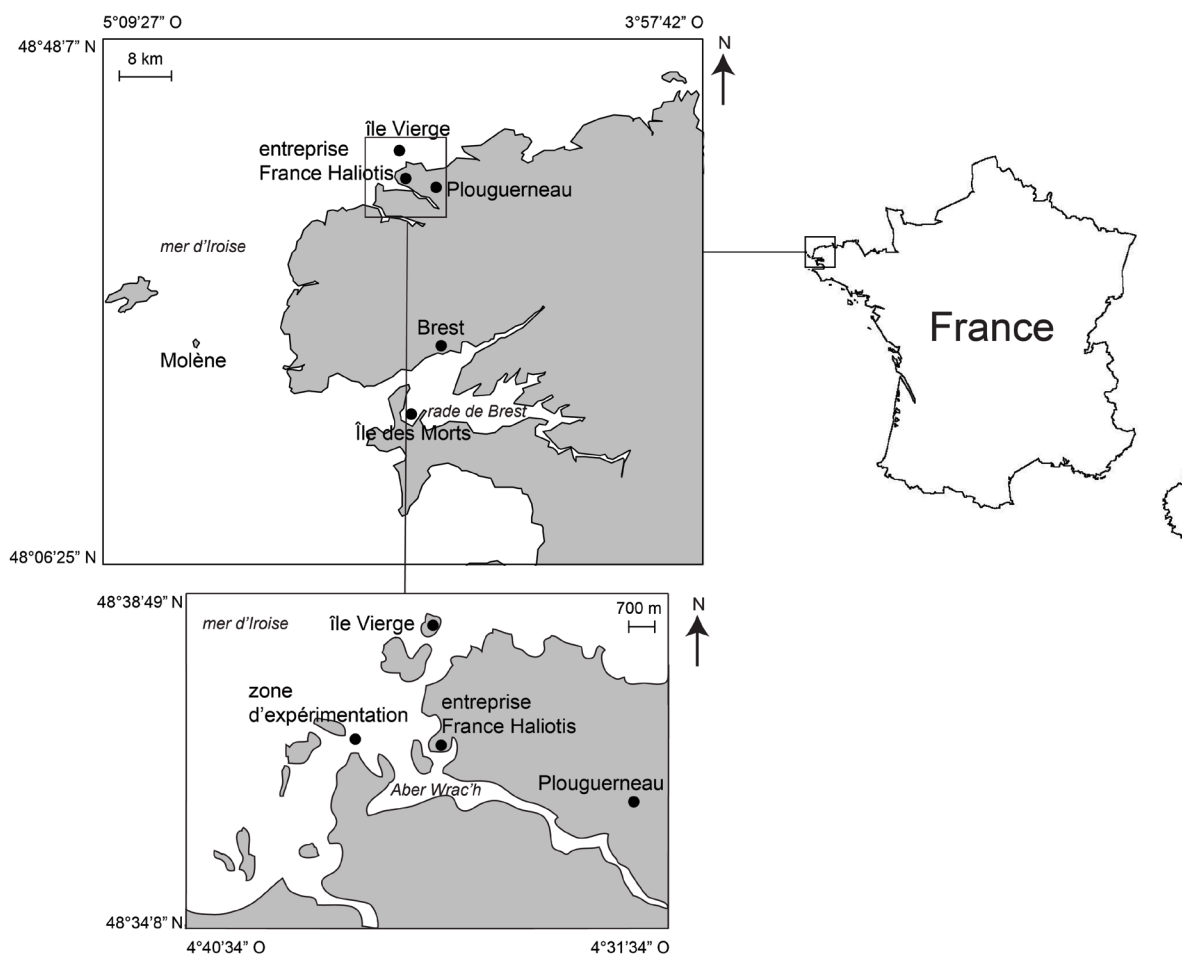 5°09'27" O
3°57'42" O
48°48'7" N
8 km
N
île Vierge
entreprise
France Haliotis
Plouguerneau
mer d'Iroise
Brest
Molène
rade de Brest
Île des Morts
48°06'25" N
France
48°38'49" N
mer d'Iroise
île Vierge
700 m
N
zone
d'expérimentation
entreprise
France Haliotis
Aber Wrac'h
Plouguerneau
48°34'8" N
4°40'34" O
4°31'34" O